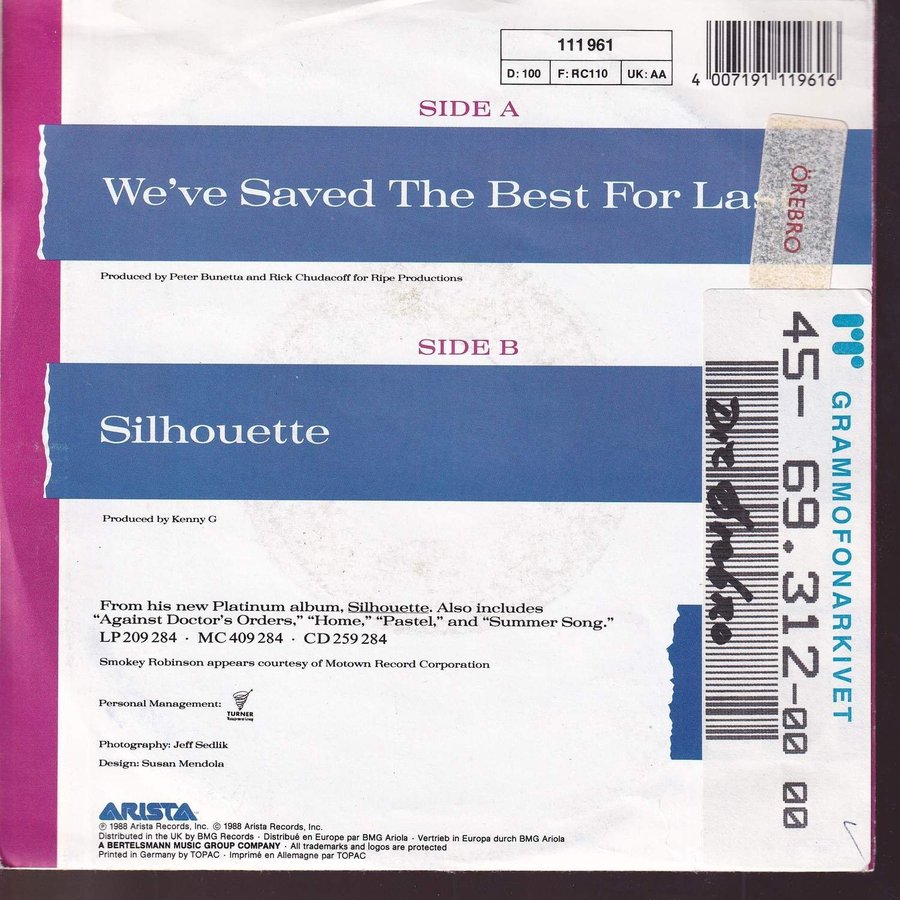 111 961
D: 100 F: RC110 UK: AA
4 007191 119616
SIDE A
We've Saved The Best For Las
ÖREBRO
Produced by Peter Bunetta and Rick Chudacoff for Ripe Productions
SIDE B
Silhouette
Produced by Kenny G
From his new Platinum album, Silhouette. Also includes
“Against Doctor's Orders,” “Home,” “Pastel,” and “Summer Song.”
LP 209 284 · MC 409 284 · CD 259 284
Smokey Robinson appears courtesy of Motown Record Corporation
Personal Management:
TURNER
Photography: Jeff Sedlik
Design: Susan Mendola
ARISTA
℗ 1988 Arista Records, Inc. © 1988 Arista Records, Inc.
Distributed in the UK by BMG Records · Distribué en Europe par BMG Ariola · Vertrieb in Europa durch BMG Ariola
A BERTELSMANN MUSIC GROUP COMPANY · All trademarks and logos are protected
Printed in Germany by TOPAC · Imprimé en Allemagne par TOPAC
GRAMMOFONARKIVET
45- 69.312-00 00
Örebro